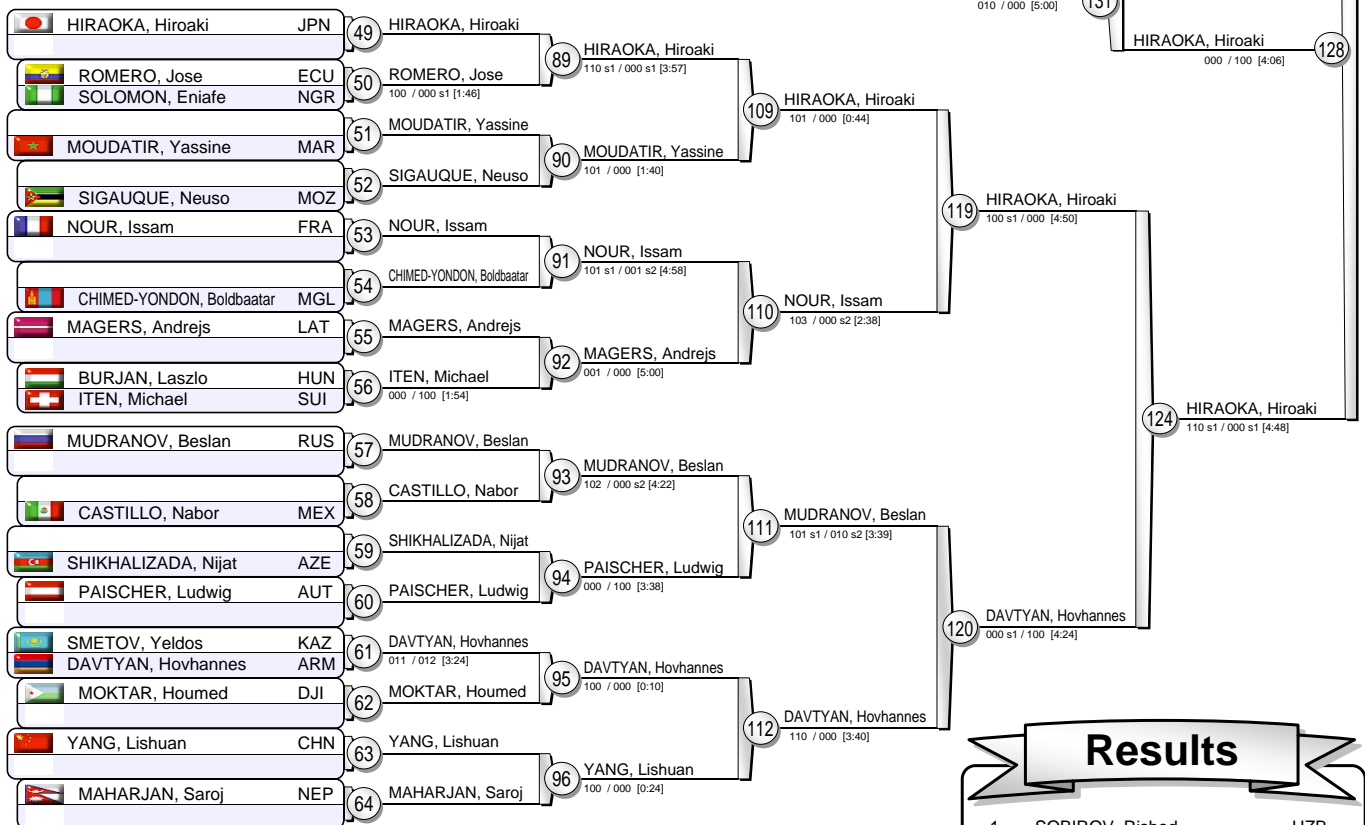 010 / 000 [5:00]
131
HIRAOKA, Hiroaki
000 / 100 [4:06]
128
HIRAOKA, Hiroaki JPN
49
HIRAOKA, Hiroaki
ROMERO, Jose ECU
SOLOMON, Eniafe NGR
50
ROMERO, Jose
100 / 000 s1 [1:46]
89
HIRAOKA, Hiroaki
110 s1 / 000 s1 [3:57]
MOUDATIR, Yassine MAR
51
MOUDATIR, Yassine
SIGAUQUE, Neuso MOZ
52
SIGAUQUE, Neuso
90
MOUDATIR, Yassine
101 / 000 [1:40]
109
HIRAOKA, Hiroaki
101 / 000 [0:44]
NOUR, Issam FRA
53
NOUR, Issam
CHIMED-YONDON, Boldbaatar MGL
54
CHIMED-YONDON, Boldbaatar
91
NOUR, Issam
101 s1 / 001 s2 [4:58]
MAGERS, Andrejs LAT
55
MAGERS, Andrejs
BURJAN, Laszlo HUN
ITEN, Michael SUI
56
ITEN, Michael
000 / 100 [1:54]
92
MAGERS, Andrejs
001 / 000 [5:00]
110
NOUR, Issam
103 / 000 s2 [2:38]
119
HIRAOKA, Hiroaki
100 s1 / 000 [4:50]
MUDRANOV, Beslan RUS
57
MUDRANOV, Beslan
CASTILLO, Nabor MEX
58
CASTILLO, Nabor
93
MUDRANOV, Beslan
102 / 000 s2 [4:22]
SHIKHALIZADA, Nijat AZE
59
SHIKHALIZADA, Nijat
PAISCHER, Ludwig AUT
60
PAISCHER, Ludwig
94
PAISCHER, Ludwig
000 / 100 [3:38]
111
MUDRANOV, Beslan
101 s1 / 010 s2 [3:39]
SMETOV, Yeldos KAZ
DAVTYAN, Hovhannes ARM
61
DAVTYAN, Hovhannes
011 / 012 [3:24]
MOKTAR, Houmed DJI
62
MOKTAR, Houmed
95
DAVTYAN, Hovhannes
100 / 000 [0:10]
YANG, Lishuan CHN
63
YANG, Lishuan
MAHARJAN, Saroj NEP
64
MAHARJAN, Saroj
96
YANG, Lishuan
100 / 000 [0:24]
112
DAVTYAN, Hovhannes
110 / 000 [3:40]
120
DAVTYAN, Hovhannes
000 s1 / 100 [4:24]
124
HIRAOKA, Hiroaki
110 s1 / 000 s1 [4:48]
Results
1 SOBIROV, Rishod UZB